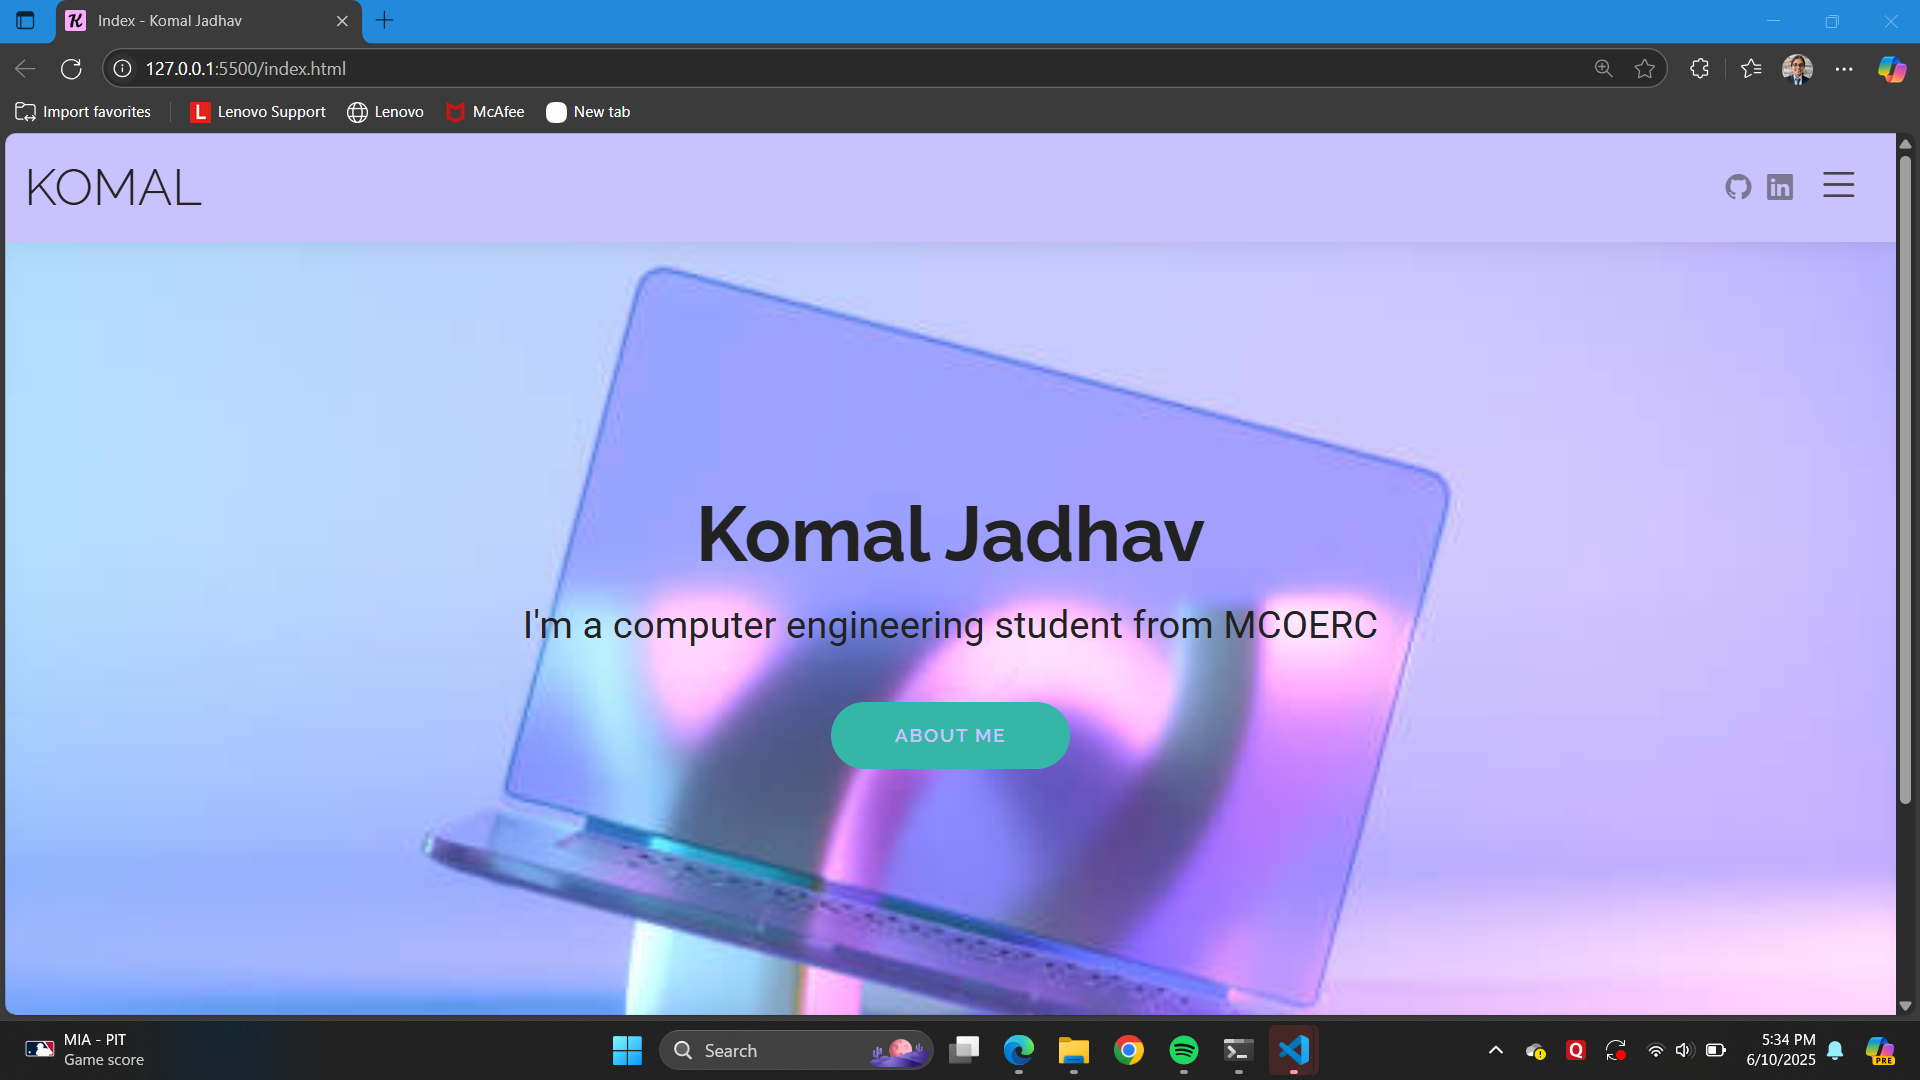 Index - Komal Jadhav
127.0.0.1:5500/index.html
Import favorites
L Lenovo Support
Lenovo
McAfee
New tab
KOMAL
in
Komal Jadhav
I'm a computer engineering student from MCOERC
ABOUT ME
MIA - PIT
Game score
Search
5:34 PM
6/10/2025
PRE